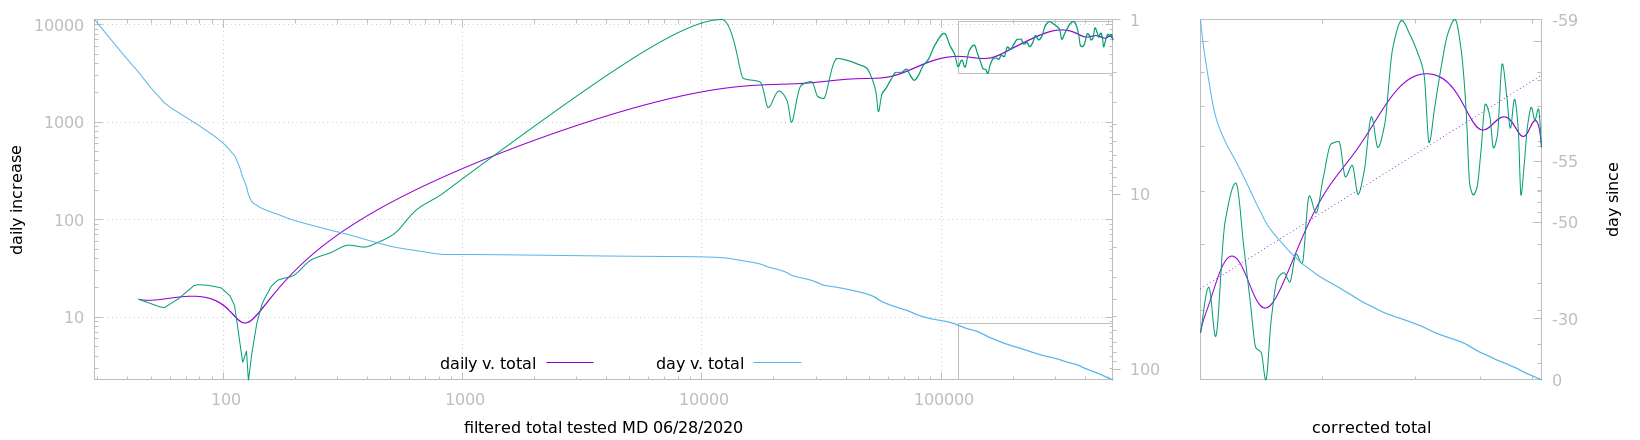 10000
1000
100
10
daily increase
daily v. total
day v. total
100
1000
10000
100000
filtered total tested MD 06/28/2020
1
10
100
-59
-55
-50
-30
0
day since
corrected total